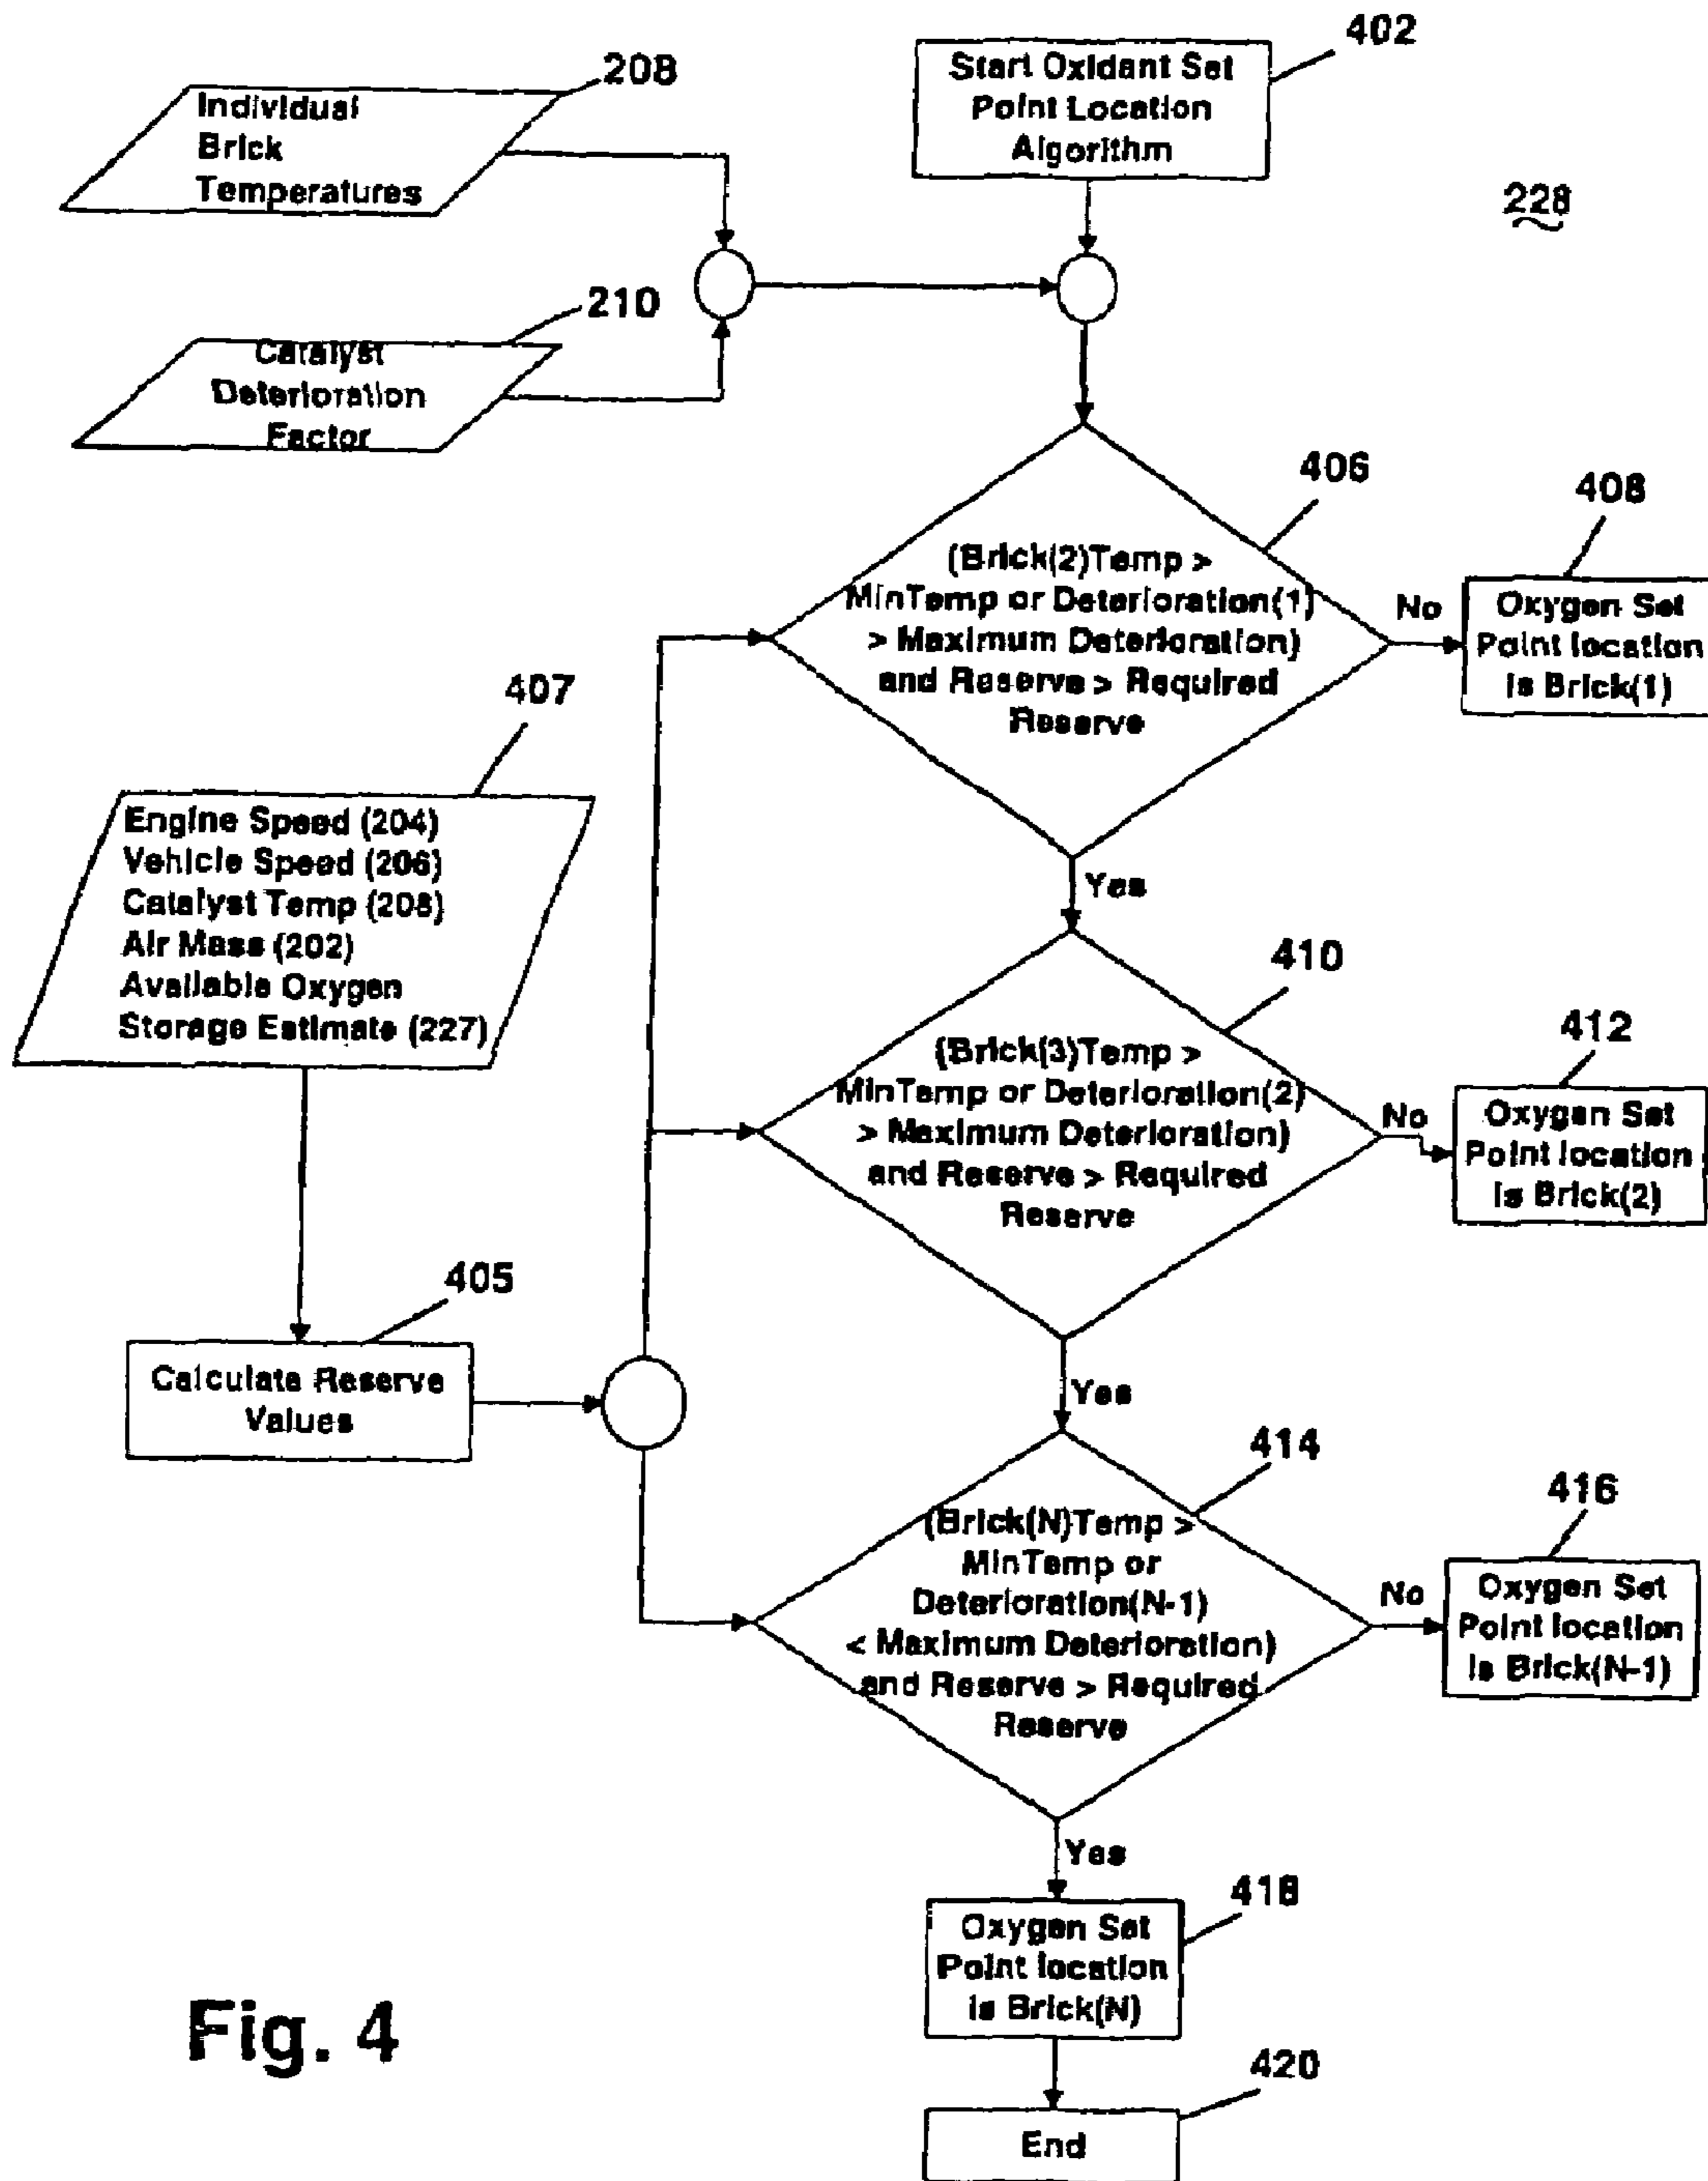 402
Start Oxidant Set
Point Location
Algorithm
208
Individual
Brick
Temperatures
228
210
Catalyst
Deterioration
Factor
406
(Brick(2)Temp >
MinTemp or Deterioration(1)
> Maximum Deterioration)
and Reserve > Required
Reserve
No
408
Oxygen Set
Point location
is Brick(1)
Yes
407
Engine Speed (204)
Vehicle Speed (206)
Catalyst Temp (208)
Air Mass (202)
Available Oxygen
Storage Estimate (227)
410
(Brick(3)Temp >
MinTemp or Deterioration(2)
> Maximum Deterioration)
and Reserve > Required
Reserve
No
412
Oxygen Set
Point location
is Brick(2)
Yes
405
Calculate Reserve
Values
414
(Brick(N)Temp >
MinTemp or
Deterioration(N-1)
< Maximum Deterioration)
and Reserve > Required
Reserve
No
416
Oxygen Set
Point location
is Brick(N-1)
Yes
418
Oxygen Set
Point location
is Brick(N)
420
End
Fig. 4